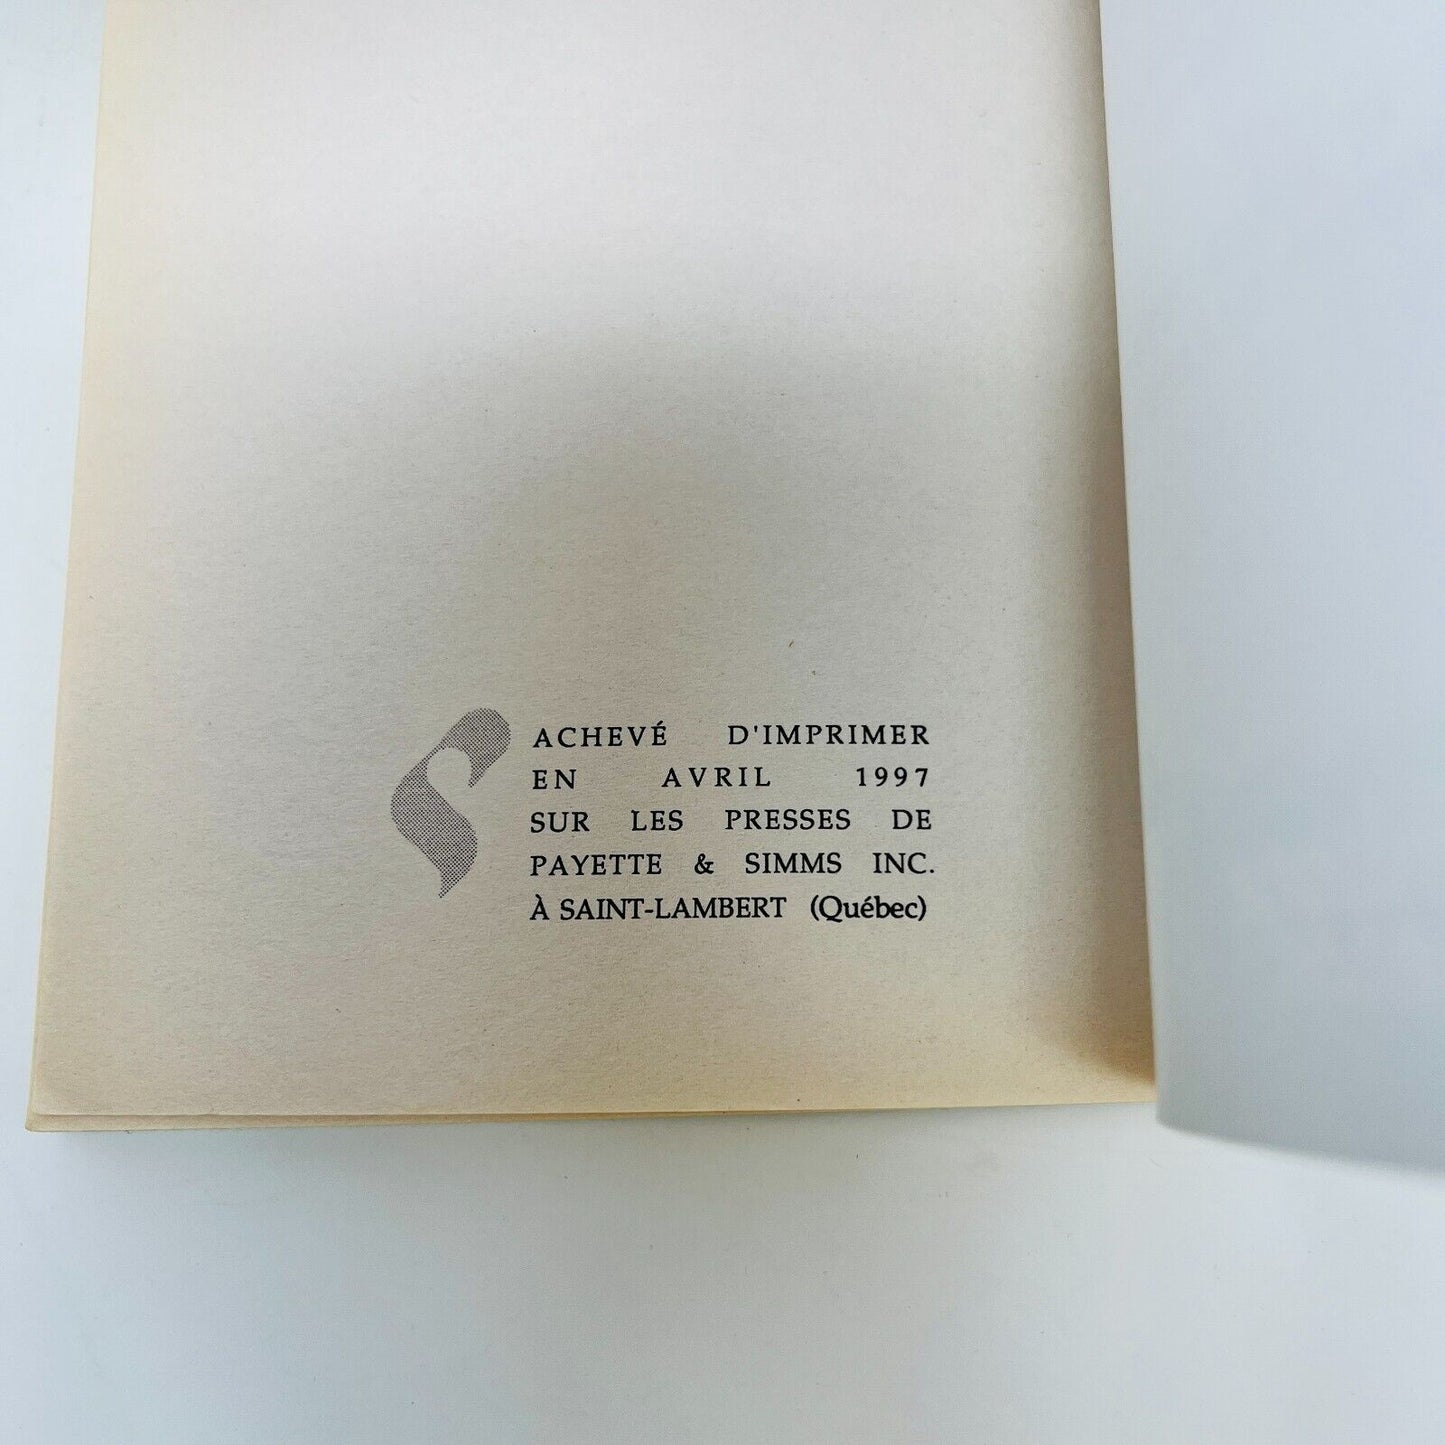 ACHEVÉ D'IMPRIMER
EN AVRIL 1997
SUR LES PRESSES DE
PAYETTE & SIMMS INC.
À SAINT-LAMBERT (Québec)